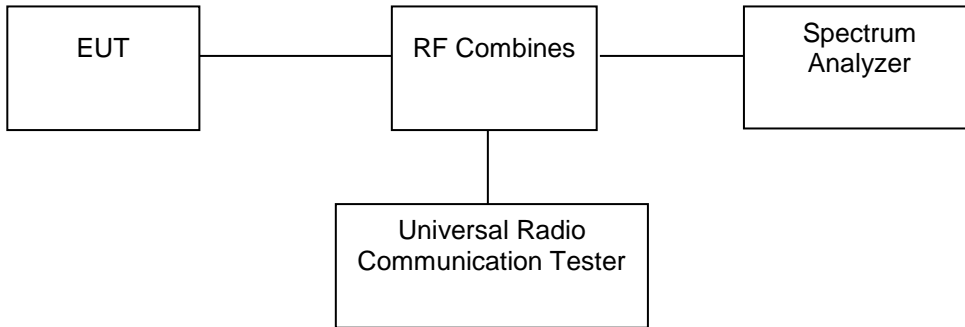 EUT
RF Combines
Spectrum
Analyzer
Universal Radio
Communication Tester